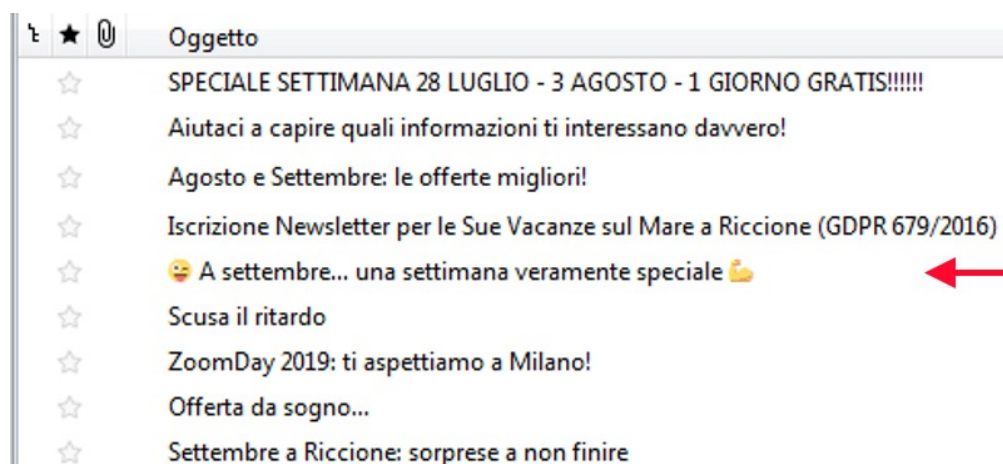 Oggetto
SPECIALE SETTIMANA 28 LUGLIO - 3 AGOSTO - 1 GIORNO GRATIS!!!!!!
Aiutaci a capire quali informazioni ti interessano davvero!
Agosto e Settembre: le offerte migliori!
Iscrizione Newsletter per le Sue Vacanze sul Mare a Riccione (GDPR 679/2016)
😜 A settembre... una settimana veramente speciale 💪
Scusa il ritardo
ZoomDay 2019: ti aspettiamo a Milano!
Offerta da sogno...
Settembre a Riccione: sorprese a non finire